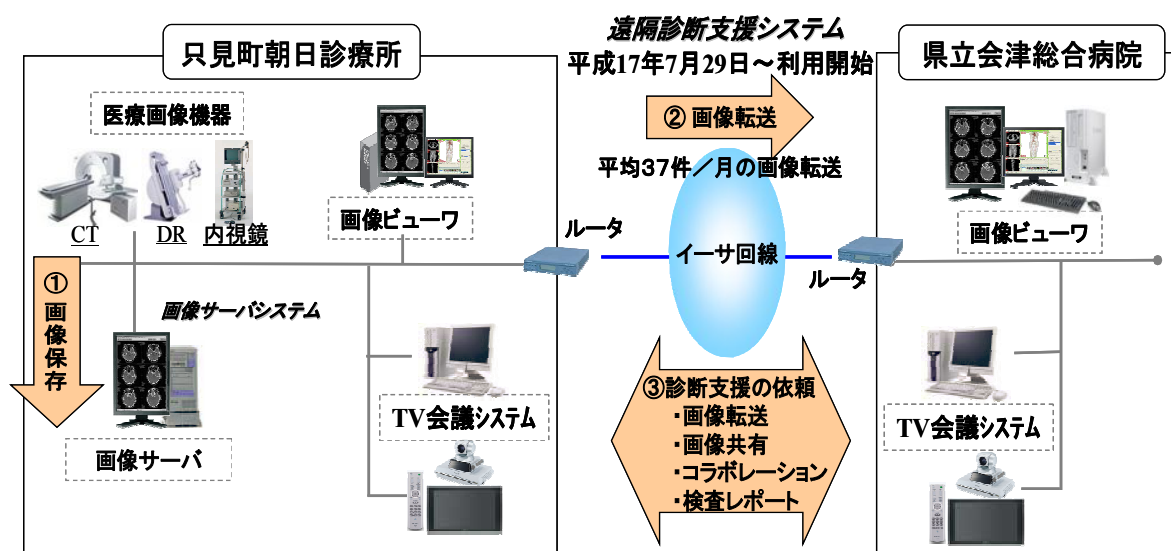 遠隔診断支援システム
平成17年7月29日～利用開始
只見町朝日診療所
県立会津総合病院
医療画像機器
CT
DR
内視鏡
画像ビューワ
ルータ
② 画像転送
平均37件／月の画像転送
イーサ回線
ルータ
画像ビューワ
①画像保存
画像サーバシステム
画像サーバ
TV会議システム
③診断支援の依頼
・画像転送
・画像共有
・コラボレーション
・検査レポート
TV会議システム